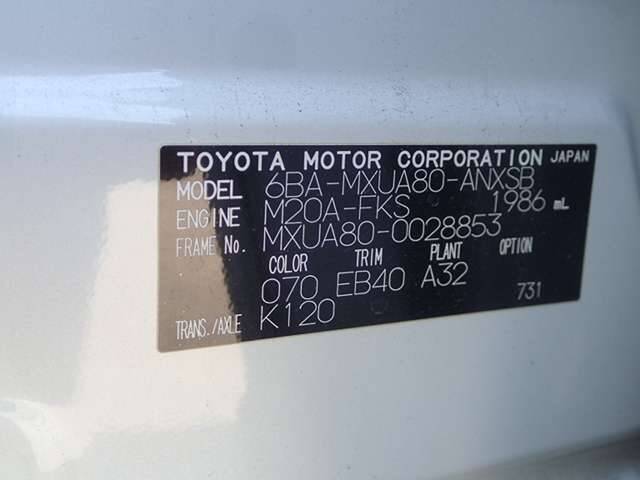 TOYOTA MOTOR CORPORATION JAPAN
MODEL 6BA-MXUA80-ANXSB
ENGINE M20A-FKS 1986 mL
FRAME No. MXUA80-0028853
COLOR TRIM PLANT OPTION
070 EB40 A32
TRANS./AXLE K120 731